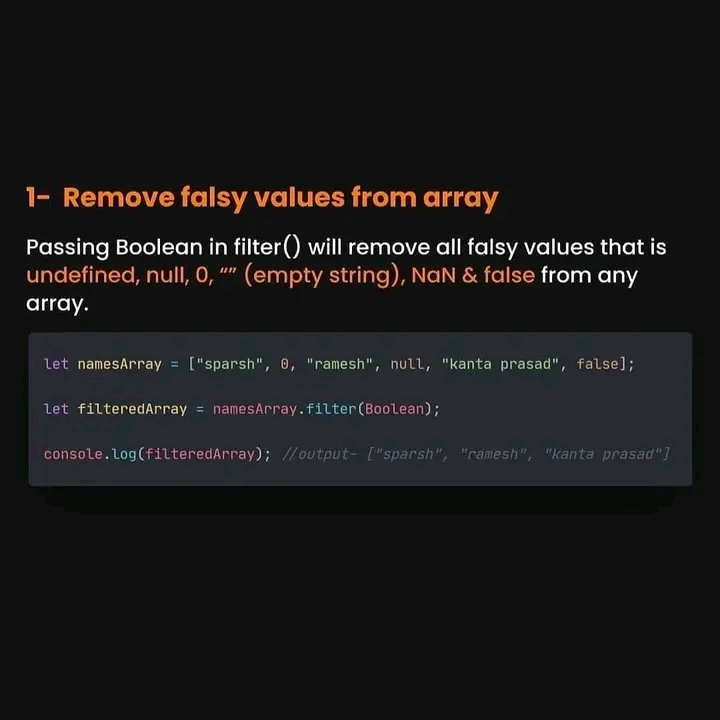 1- Remove falsy values from array
Passing Boolean in filter() will remove all falsy values that is
undefined, null, 0, “” (empty string), NaN & false from any
array.
let namesArray = ["sparsh", 0, "ramesh", null, "kanta prasad", false];
let filteredArray = namesArray.filter(Boolean);
console.log(filteredArray); //output- ["sparsh", "ramesh", "kanta prasad"]